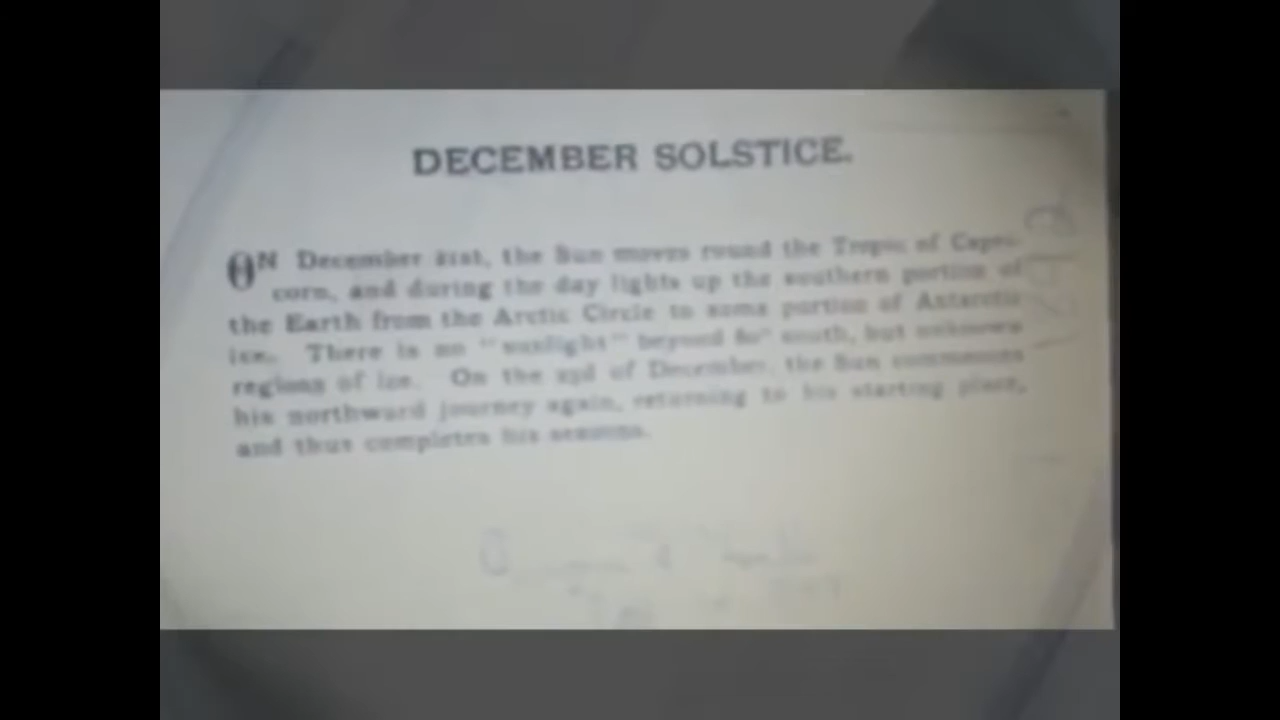 DECEMBER SOLSTICE.
ON December 21st, the Sun moves round the Tropic of Capri-
corn, and during the day lights up the southern portion of
the Earth from the Arctic Circle to some portion of Antarctic
ice. There is no "sunlight" beyond south, but unknown
regions of ice. On the of December, the Sun commences
his northward journey again, returning to his starting place,
and thus completes his seasons.